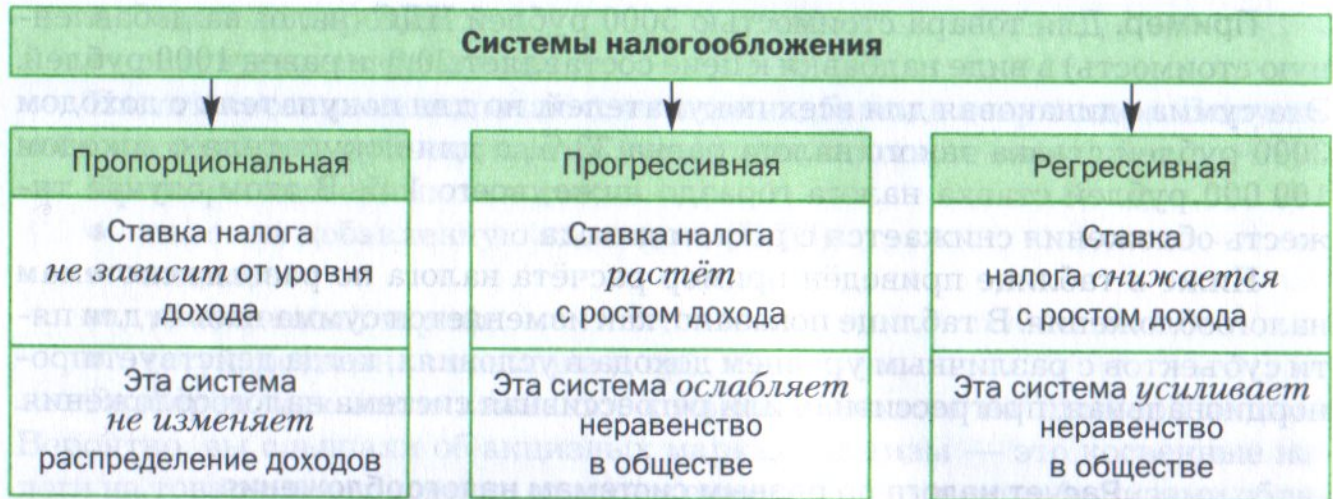 Системы налогообложения
Пропорциональная
Ставка налога
не зависит от уровня
дохода
Эта система
не изменяет
распределение доходов
Прогрессивная
Ставка налога
растёт
с ростом дохода
Эта система ослабляет
неравенство
в обществе
Регрессивная
Ставка
налога снижается
с ростом дохода
Эта система усиливает
неравенство
в обществе